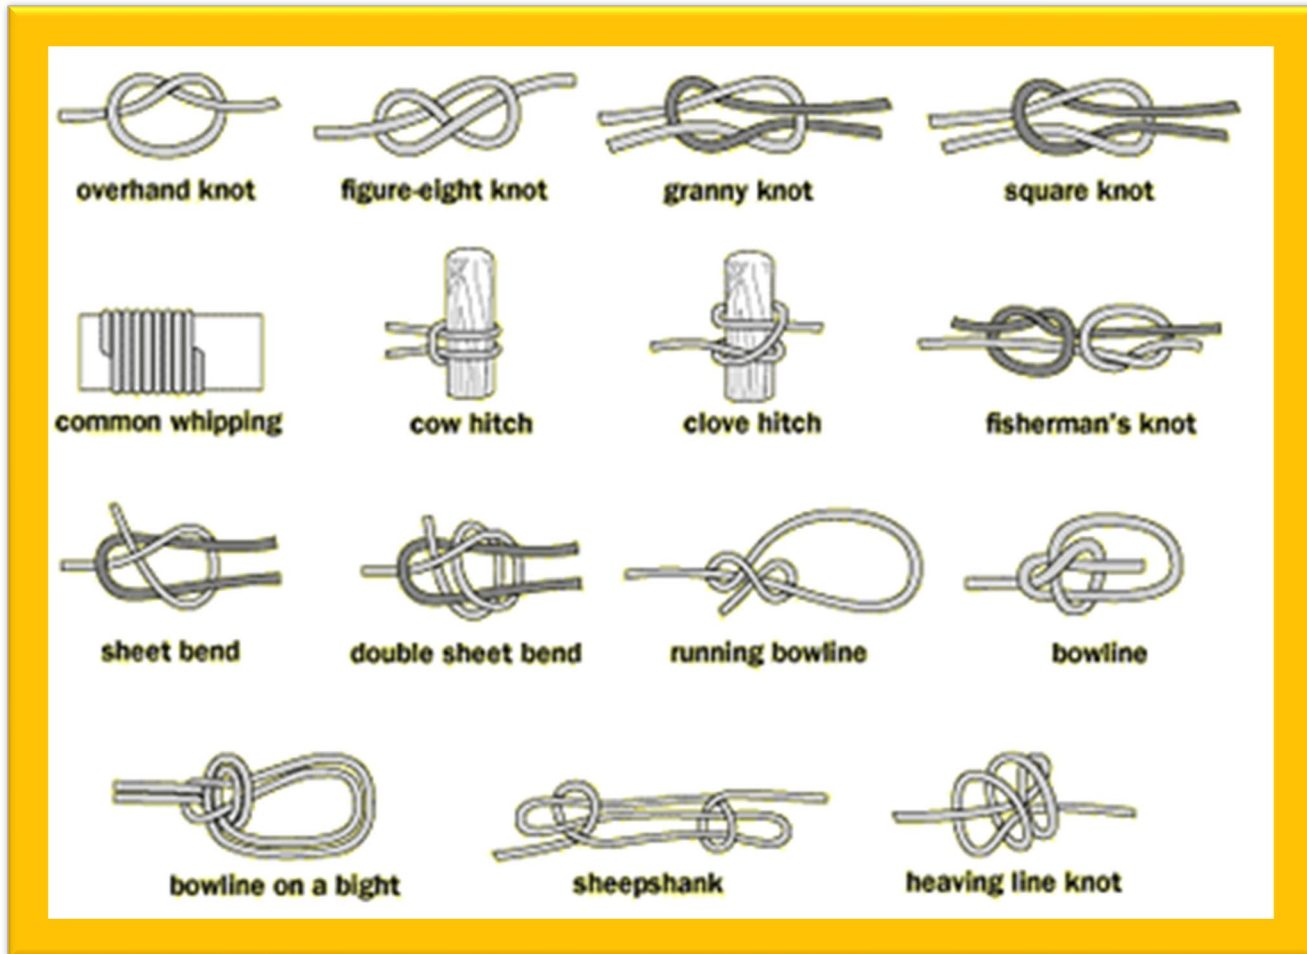 overhand knot
figure-eight knot
granny knot
square knot
common whipping
cow hitch
clove hitch
fisherman's knot
sheet bend
double sheet bend
running bowline
bowline
bowline on a bight
sheepshank
heaving line knot